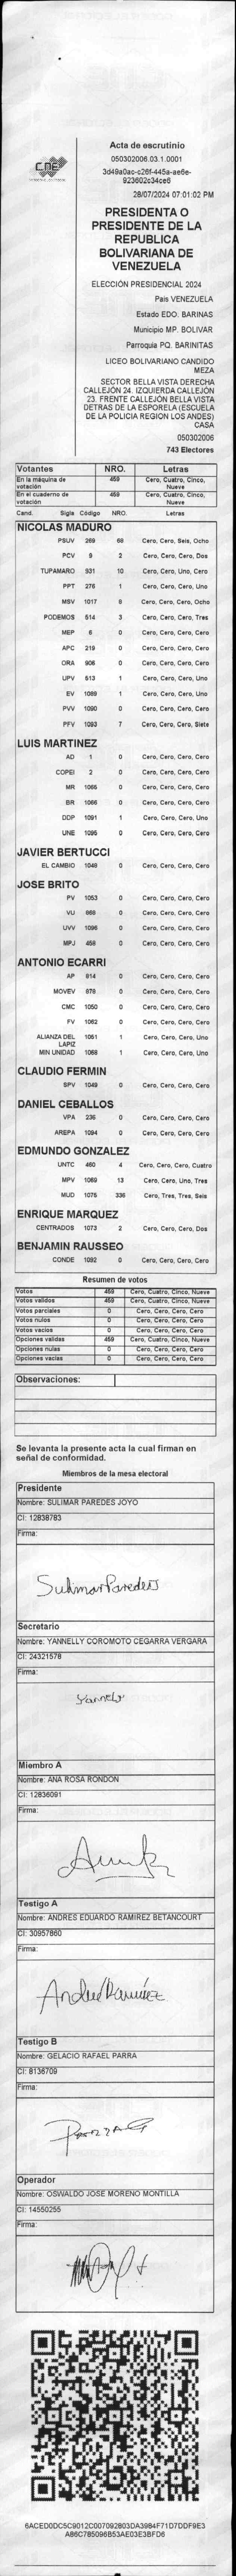 CNE
Acta de escrutinio
050302006.03.1.0001
3d49a0ac-c26f-445a-ae6e-
923602c34ce6
28/07/2024 07:01:02 PM
PRESIDENTA O
PRESIDENTE DE LA
REPUBLICA
BOLIVARIANA DE
VENEZUELA
ELECCIÓN PRESIDENCIAL 2024
País VENEZUELA
Estado EDO. BARINAS
Municipio MP. BOLIVAR
Parroquia PQ. BARINITAS
LICEO BOLIVARIANO CANDIDO
MEZA
SECTOR BELLA VISTA DERECHA
CALLEJÓN 24. IZQUIERDA CALLEJÓN
23. FRENTE CALLEJÓN BELLA VISTA
DETRAS DE LA ESPORELA (ESCUELA
DE LA POLICIA REGION LOS ANDES)
CASA
050302006
743 Electores
Votantes NRO. Letras
En la máquina de votación 459 Cero, Cuatro, Cinco, Nueve
En el cuaderno de votación 459 Cero, Cuatro, Cinco, Nueve
Cand. Sigla Código NRO. Letras
NICOLAS MADURO
PSUV 269 68 Cero, Cero, Seis, Ocho
PCV 9 2 Cero, Cero, Cero, Dos
TUPAMARO 931 10 Cero, Cero, Uno, Cero
PPT 276 1 Cero, Cero, Cero, Uno
MSV 1017 8 Cero, Cero, Cero, Ocho
PODEMOS 514 3 Cero, Cero, Cero, Tres
MEP 6 0 Cero, Cero, Cero, Cero
APC 219 0 Cero, Cero, Cero, Cero
ORA 906 0 Cero, Cero, Cero, Cero
UPV 513 1 Cero, Cero, Cero, Uno
EV 1089 1 Cero, Cero, Cero, Uno
PVV 1090 0 Cero, Cero, Cero, Cero
PFV 1093 7 Cero, Cero, Cero, Siete
LUIS MARTINEZ
AD 1 0 Cero, Cero, Cero, Cero
COPEI 2 0 Cero, Cero, Cero, Cero
MR 1065 0 Cero, Cero, Cero, Cero
BR 1066 0 Cero, Cero, Cero, Cero
DDP 1091 1 Cero, Cero, Cero, Uno
UNE 1095 0 Cero, Cero, Cero, Cero
JAVIER BERTUCCI
EL CAMBIO 1048 0 Cero, Cero, Cero, Cero
JOSE BRITO
PV 1053 0 Cero, Cero, Cero, Cero
VU 868 0 Cero, Cero, Cero, Cero
UVV 1096 0 Cero, Cero, Cero, Cero
MPJ 458 0 Cero, Cero, Cero, Cero
ANTONIO ECARRI
AP 914 0 Cero, Cero, Cero, Cero
MOVEV 878 0 Cero, Cero, Cero, Cero
CMC 1050 0 Cero, Cero, Cero, Cero
FV 1062 0 Cero, Cero, Cero, Cero
ALIANZA DEL LAPIZ 1051 1 Cero, Cero, Cero, Uno
MIN UNIDAD 1068 1 Cero, Cero, Cero, Uno
CLAUDIO FERMIN
SPV 1049 0 Cero, Cero, Cero, Cero
DANIEL CEBALLOS
VPA 236 0 Cero, Cero, Cero, Cero
AREPA 1094 0 Cero, Cero, Cero, Cero
EDMUNDO GONZALEZ
UNTC 460 4 Cero, Cero, Cero, Cuatro
MPV 1069 13 Cero, Cero, Uno, Tres
MUD 1076 336 Cero, Tres, Tres, Seis
ENRIQUE MARQUEZ
CENTRADOS 1073 2 Cero, Cero, Cero, Dos
BENJAMIN RAUSSEO
CONDE 1092 0 Cero, Cero, Cero, Cero
Resumen de votos
Votos 459 Cero, Cuatro, Cinco, Nueve
Votos validos 459 Cero, Cuatro, Cinco, Nueve
Votos parciales 0 Cero, Cero, Cero, Cero
Votos nulos 0 Cero, Cero, Cero, Cero
Votos vacios 0 Cero, Cero, Cero, Cero
Opciones validas 459 Cero, Cuatro, Cinco, Nueve
Opciones nulas 0 Cero, Cero, Cero, Cero
Opciones vacias 0 Cero, Cero, Cero, Cero
Observaciones:
Se levanta la presente acta la cual firman en
señal de conformidad.
Miembros de la mesa electoral
Presidente
Nombre: SULIMAR PAREDES JOYO
CI: 12838783
Firma:
Sulimar Paredes
Secretario
Nombre: YANNELLY COROMOTO CEGARRA VERGARA
CI: 24321578
Firma:
Yannely
Miembro A
Nombre: ANA ROSA RONDON
CI: 12836091
Firma:
Testigo A
Nombre: ANDRES EDUARDO RAMIREZ BETANCOURT
CI: 30957860
Firma:
Andres Ramirez
Testigo B
Nombre: GELACIO RAFAEL PARRA
CI: 8136709
Firma:
Parra G
Operador
Nombre: OSWALDO JOSE MORENO MONTILLA
CI: 14550255
Firma:
6ACED0DC5C9012C007092803DA3984F71D7DDF9E3
A86C785096B53AE03E3BFD6